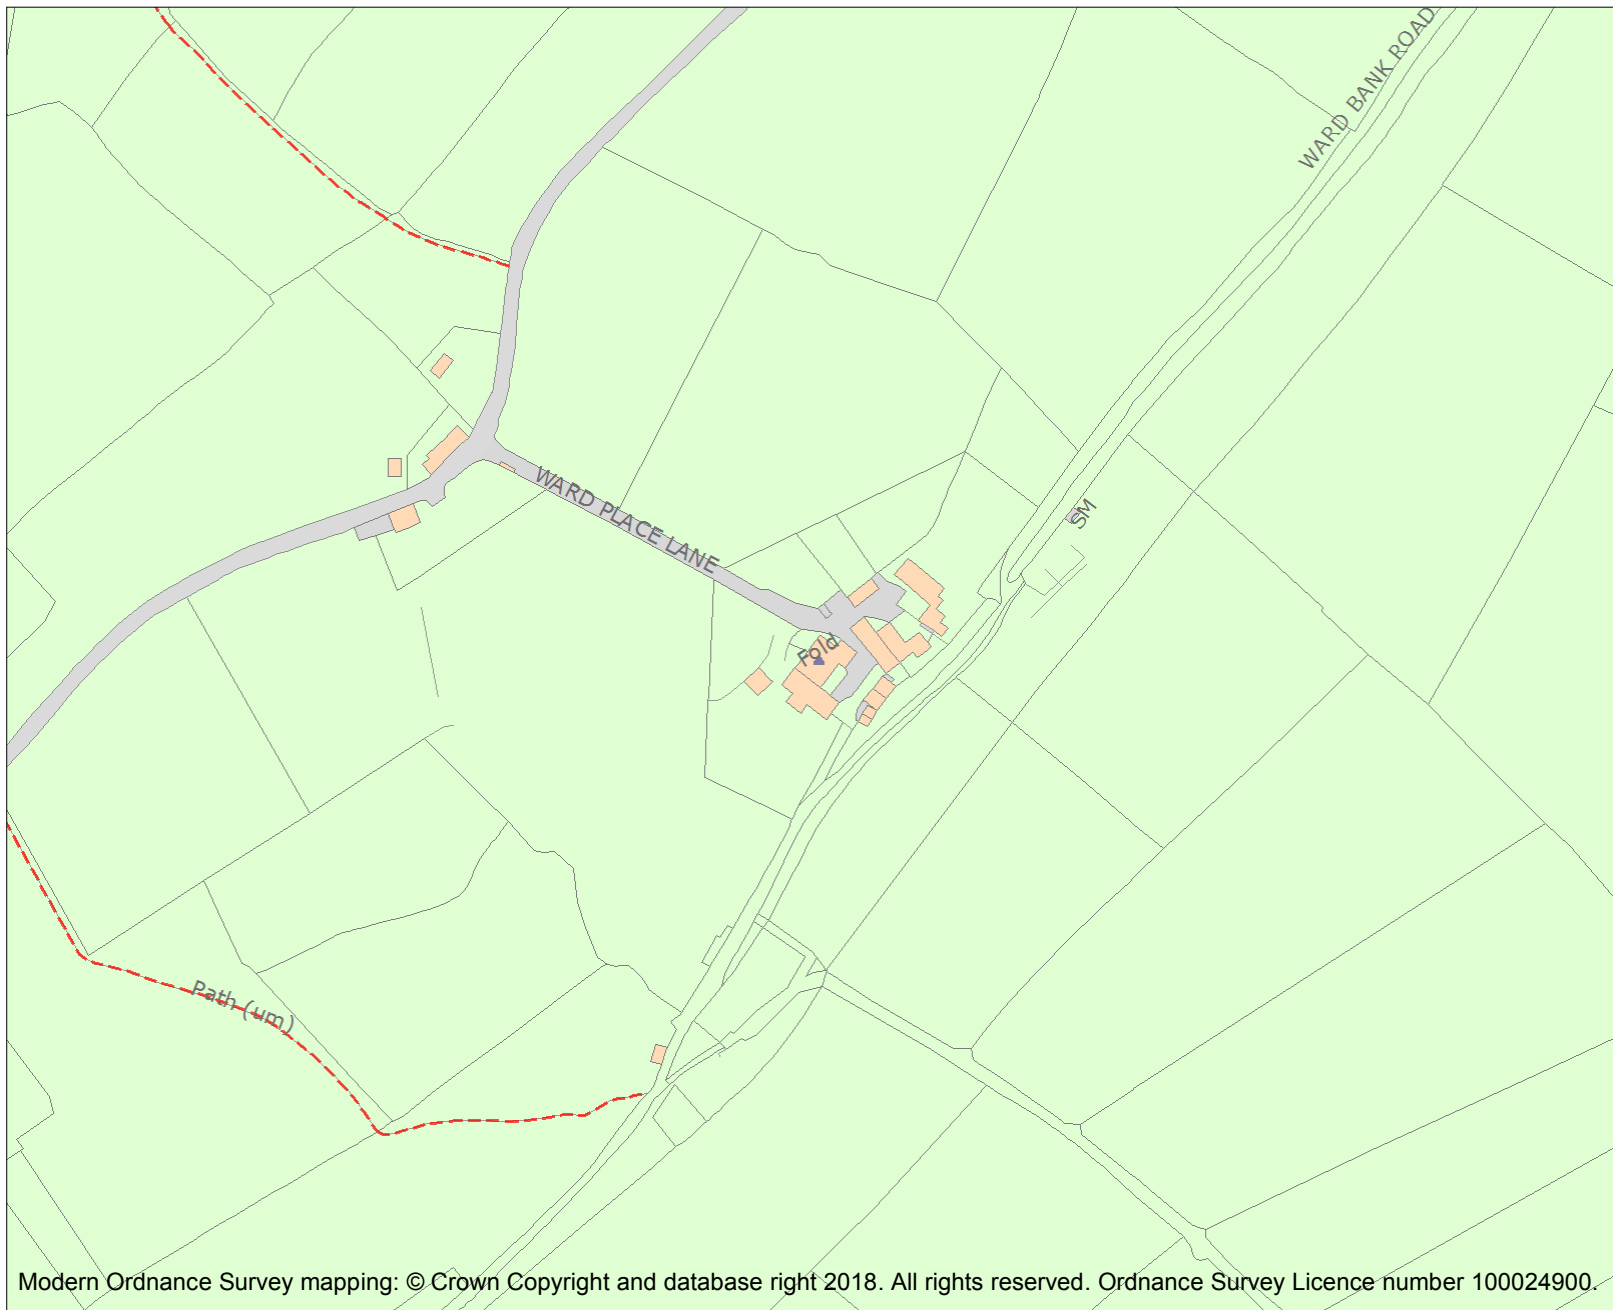 WARD BANK ROAD
WARD PLACE LANE
SM
Fold
Path (um)
Modern Ordnance Survey mapping: © Crown Copyright and database right 2018. All rights reserved. Ordnance Survey Licence number 100024900.